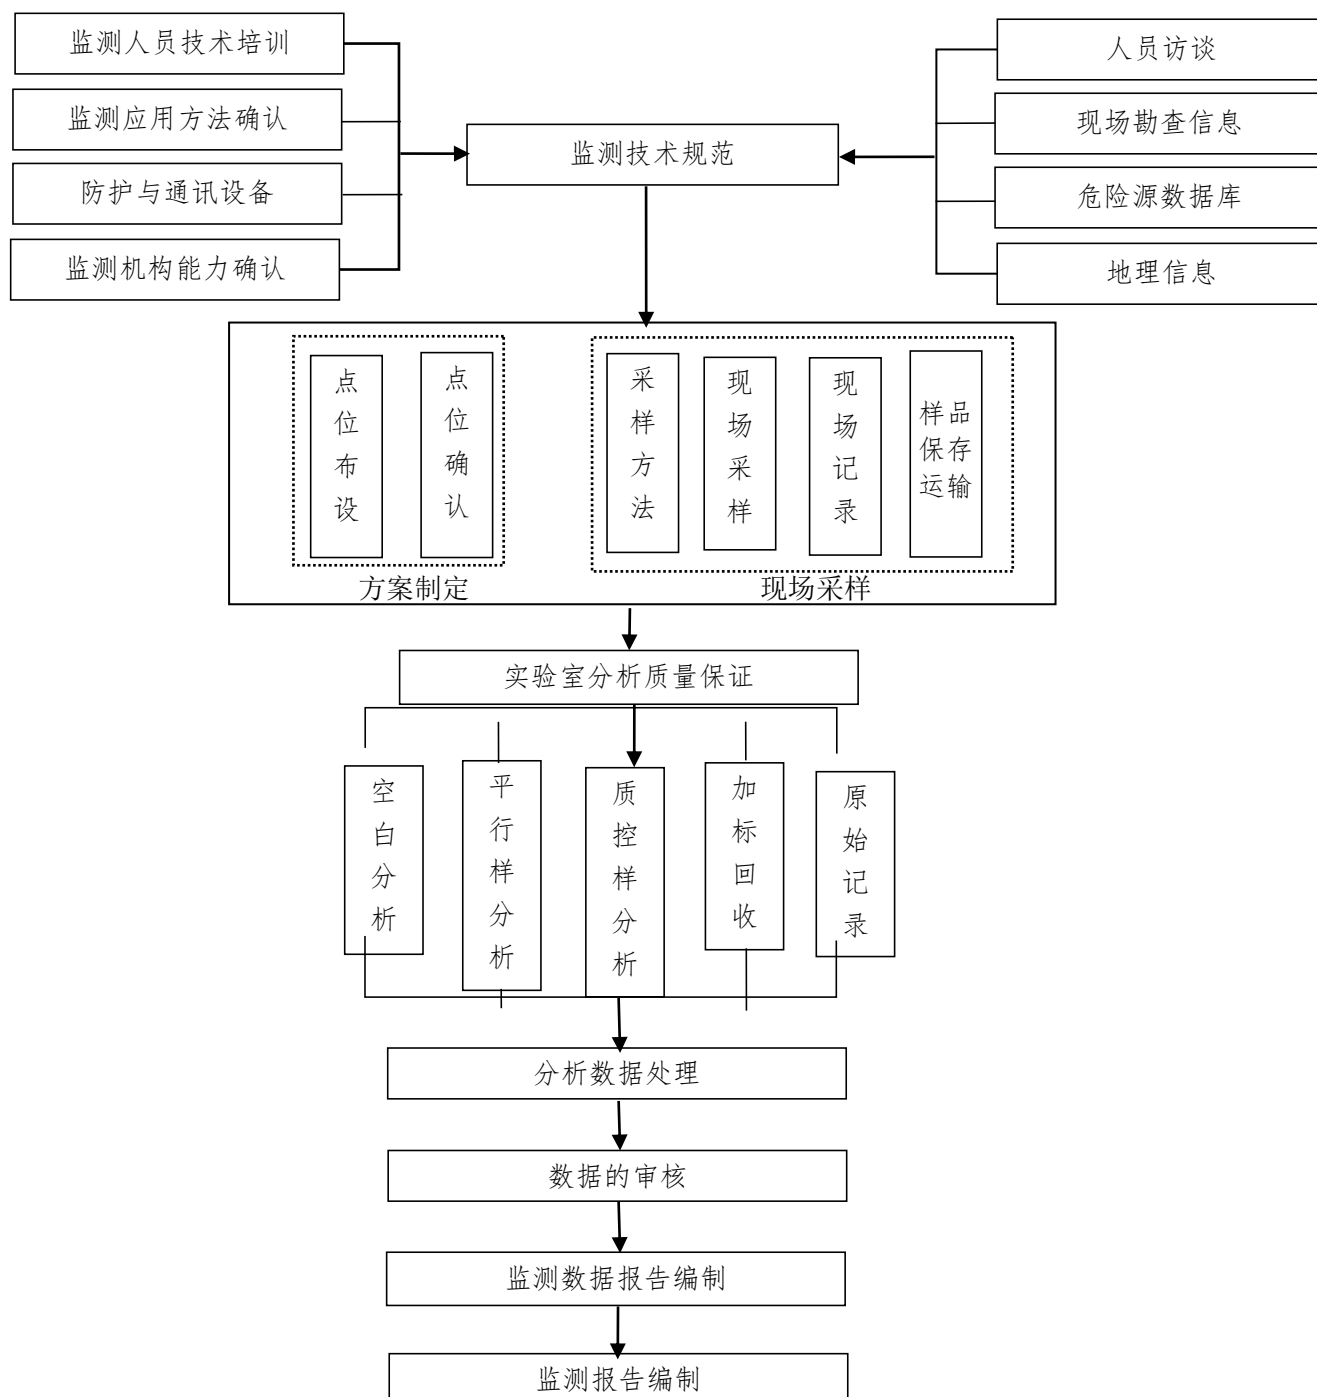 监测人员技术培训
监测应用方法确认
防护与通讯设备
监测机构能力确认
监测技术规范
人员访谈
现场勘查信息
危险源数据库
地理信息
点位布设
点位确认
方案制定
采样方法
现场采样
现场记录
样品
保存
运输
现场采样
实验室分析质量保证
空白分析
平行样分析
质控样分析
加标回收
原始记录
分析数据处理
数据的审核
监测数据报告编制
监测报告编制